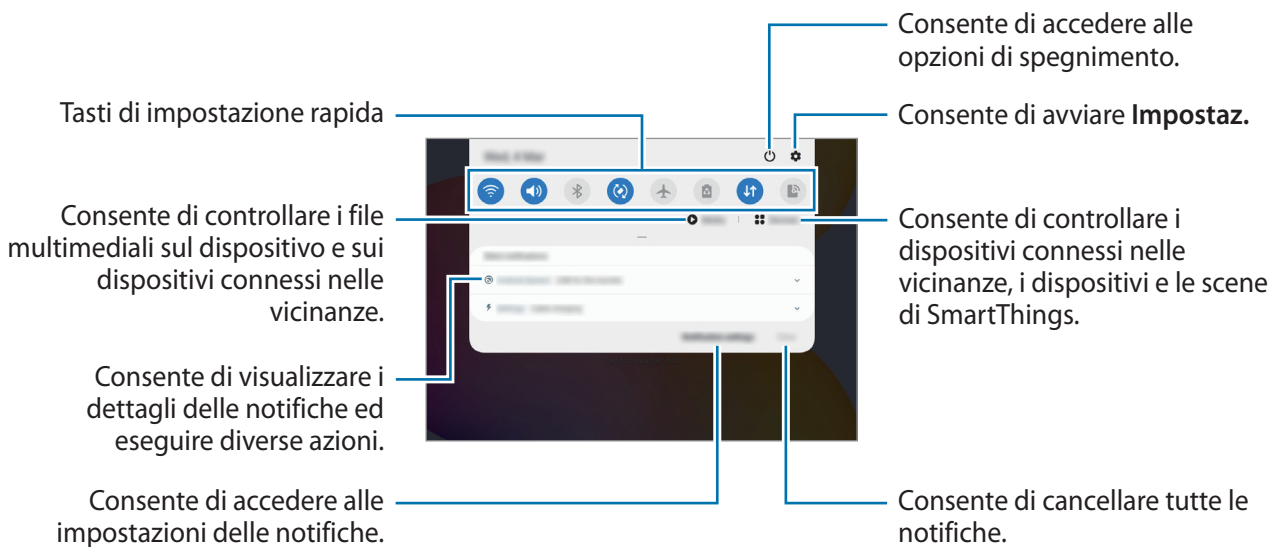 Consente di accedere alle
opzioni di spegnimento.
Tasti di impostazione rapida
Consente di avviare Impostaz.
Consente di controllare i file
multimediali sul dispositivo e sui
dispositivi connessi nelle
vicinanze.
Consente di controllare i
dispositivi connessi nelle
vicinanze, i dispositivi e le scene
di SmartThings.
Consente di visualizzare i
dettagli delle notifiche ed
eseguire diverse azioni.
Consente di accedere alle
impostazioni delle notifiche.
Consente di cancellare tutte le
notifiche.